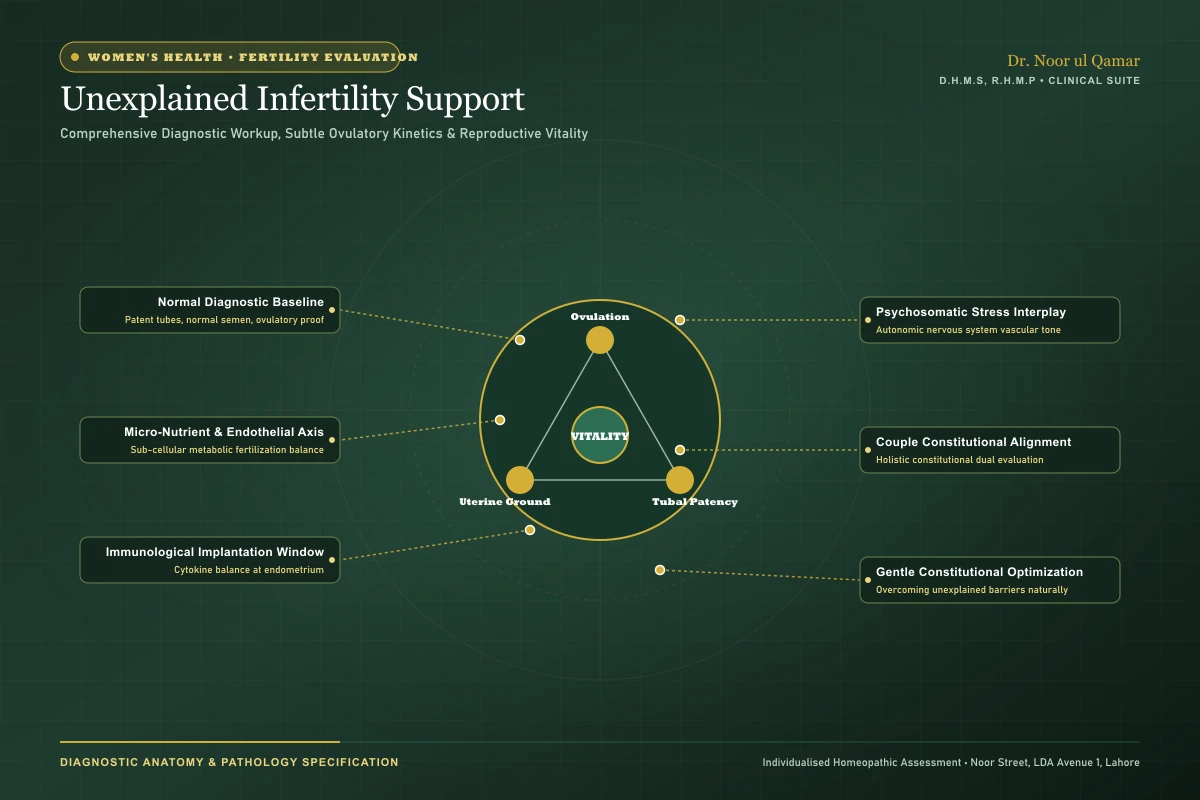 WOMEN'S HEALTH • FERTILITY EVALUATION
Unexplained Infertility Support
Comprehensive Diagnostic Workup, Subtle Ovulatory Kinetics & Reproductive Vitality
Dr. Noor ul Qamar
D.H.M.S, R.H.M.P • CLINICAL SUITE
Normal Diagnostic Baseline
Patent tubes, normal semen, ovulatory proof
Micro-Nutrient & Endothelial Axis
Sub-cellular metabolic fertilization balance
Immunological Implantation Window
Cytokine balance at endometrium
Ovulation
VITALITY
Uterine Ground
Tubal Patency
Psychosomatic Stress Interplay
Autonomic nervous system vascular tone
Couple Constitutional Alignment
Holistic constitutional dual evaluation
Gentle Constitutional Optimization
Overcoming unexplained barriers naturally
DIAGNOSTIC ANATOMY & PATHOLOGY SPECIFICATION
Individualised Homeopathic Assessment • Noor Street, LDA Avenue 1, Lahore